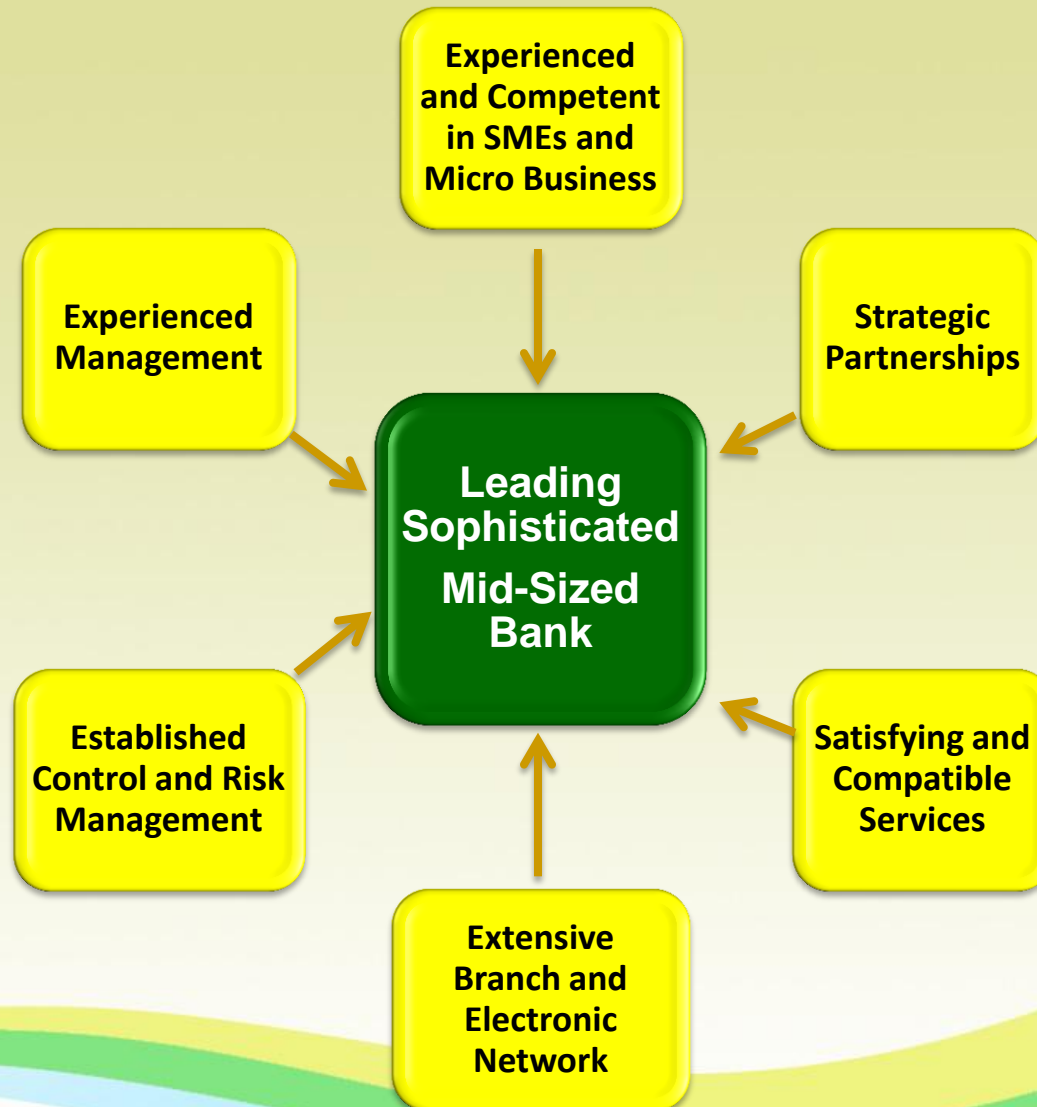 Experienced
and Competent
in SMEs and
Micro Business
Experienced
Management
Strategic
Partnerships
Leading
Sophisticated
Mid-Sized
Bank
Established
Control and Risk
Management
Satisfying and
Compatible
Services
Extensive
Branch and
Electronic
Network